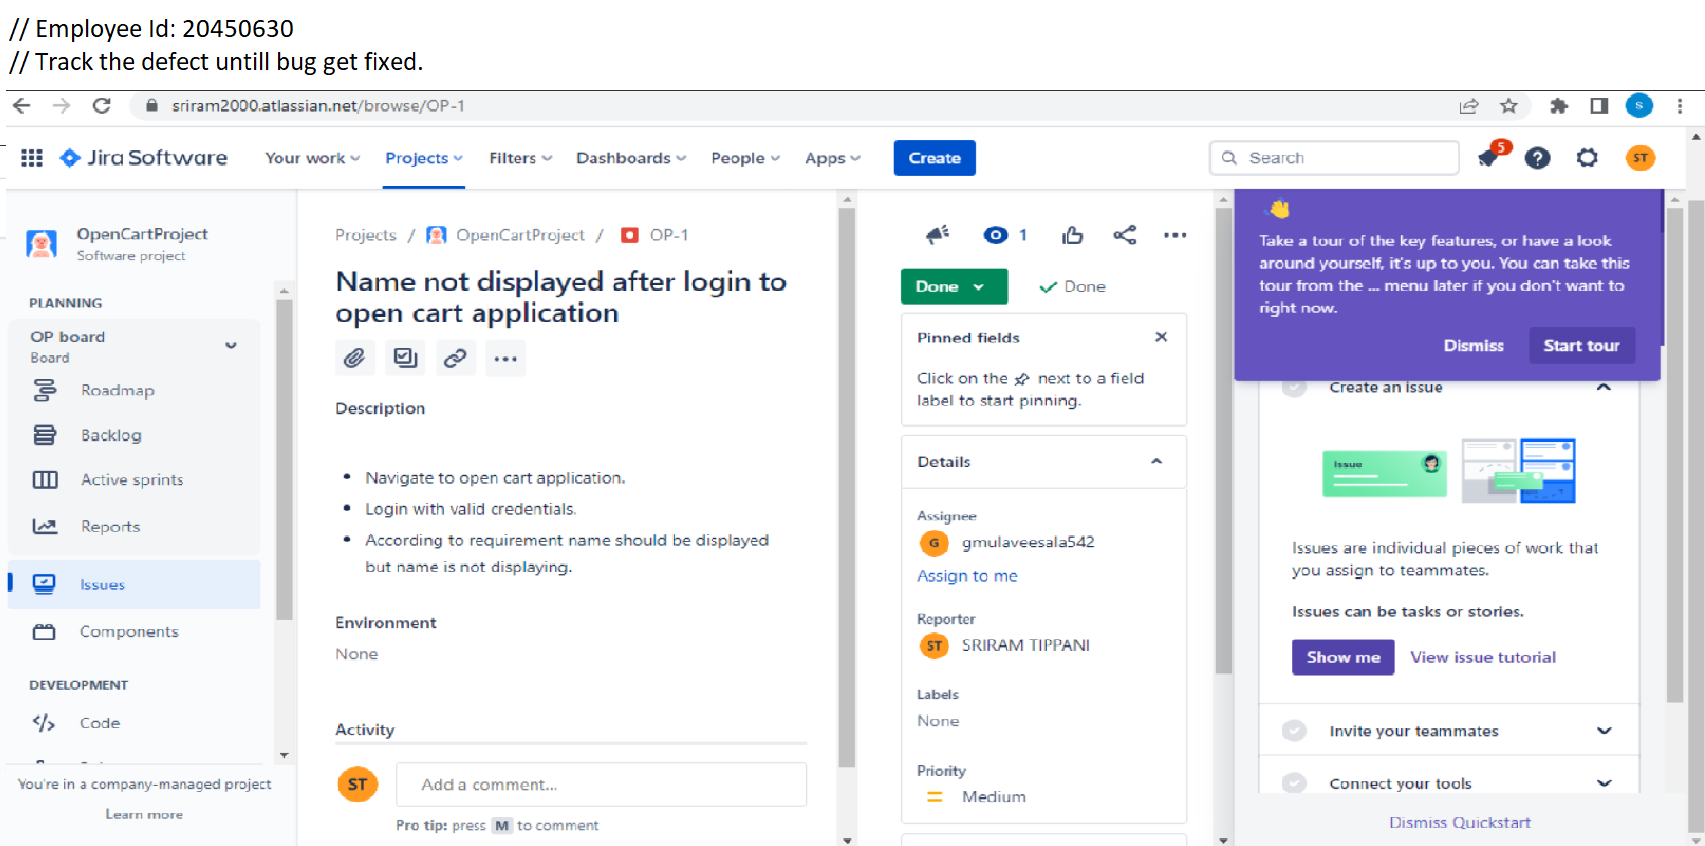 // Employee Id: 20450630
// Track the defect untill bug get fixed.
sriram2000.atlassian.net/browse/OP-1
S
Jira Software
Your work
Projects
Filters
Dashboards
People
Apps
Create
Search
5
ST
OpenCartProject
Software project
PLANNING
OP board
Board
Roadmap
Backlog
Active sprints
Reports
Issues
Components
DEVELOPMENT
Code
You're in a company-managed project
Learn more
Projects / OpenCartProject / OP-1
Name not displayed after login to
open cart application
Description
• Navigate to open cart application.
• Login with valid credentials.
• According to requirement name should be displayed
but name is not displaying.
Environment
None
Activity
ST
Add a comment...
Pro tip: press M to comment
1
Done
Done
Pinned fields
Click on the next to a field
label to start pinning.
Details
Assignee
G gmulaveesala542
Assign to me
Reporter
ST SRIRAM TIPPANI
Labels
None
Priority
Medium
Take a tour of the key features, or have a look
around yourself, it's up to you. You can take this
tour from the ... menu later if you don't want to
right now.
Dismiss
Start tour
Create an issue
Issue
Issues are individual pieces of work that
you assign to teammates.
Issues can be tasks or stories.
Show me
View issue tutorial
Invite your teammates
Connect your tools
Dismiss Quickstart